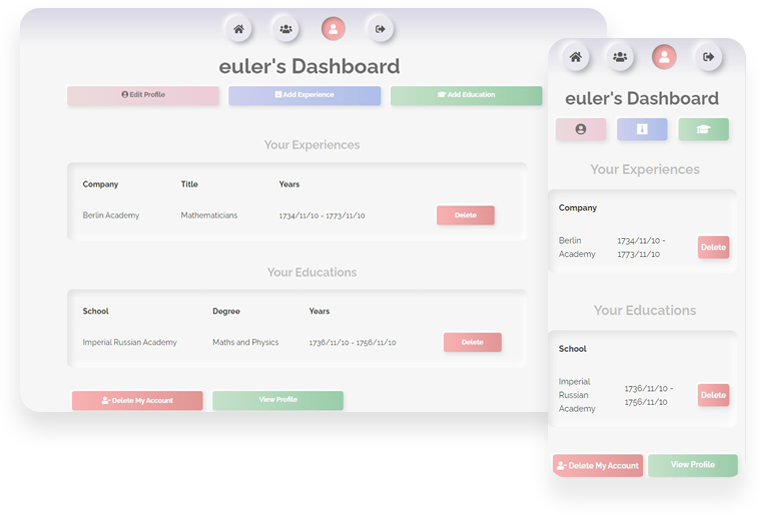 euler's Dashboard
Edit Profile
Add Experience
Add Education
Your Experiences
Company Title Years
Berlin Academy Mathematicians 1734/11/10 - 1773/11/10 Delete
Your Educations
School Degree Years
Imperial Russian Academy Maths and Physics 1736/11/10 - 1756/11/10 Delete
Delete My Account
View Profile
euler's Dashboard
Your Experiences
Company
Berlin
Academy
1734/11/10 -
1773/11/10
Delete
Your Educations
School
Imperial
Russian
Academy
1736/11/10 -
1756/11/10
Delete
Delete My Account
View Profile